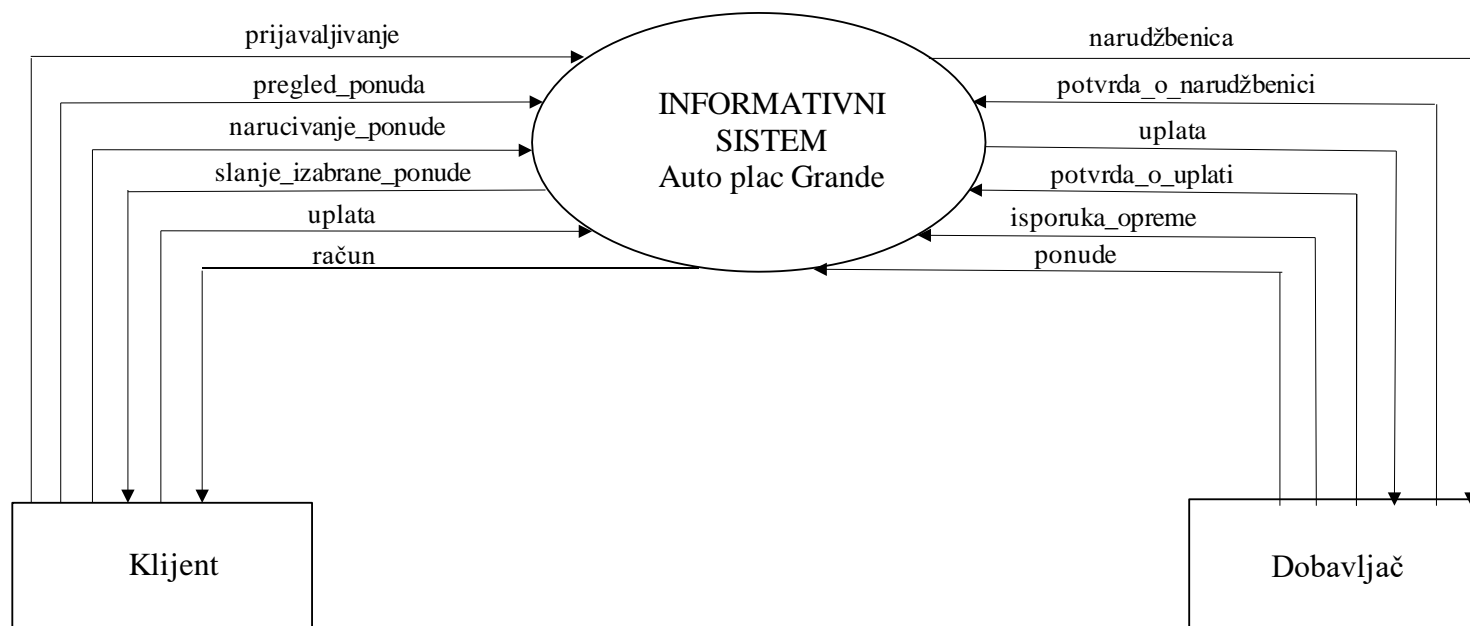 prijavaljivanje
pregled_ponuda
narucivanje_ponude
slanje_izabrane_ponude
uplata
račun
INFORMATIVNI
SISTEM
Auto plac Grande
narudžbenica
potvrda_o_narudžbenici
uplata
potvrda_o_uplati
isporuka_opreme
ponude
Klijent
Dobavljač